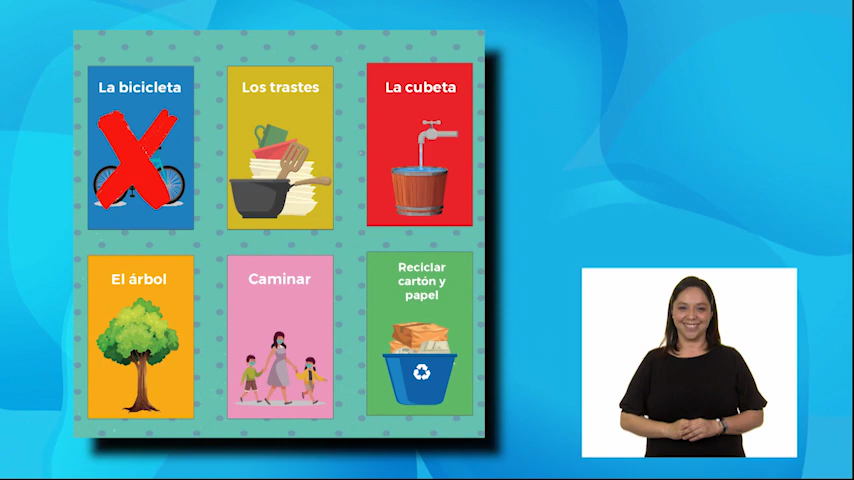 La bicicleta
Los trastes
La cubeta
El árbol
Caminar
Reciclar
cartón y
papel